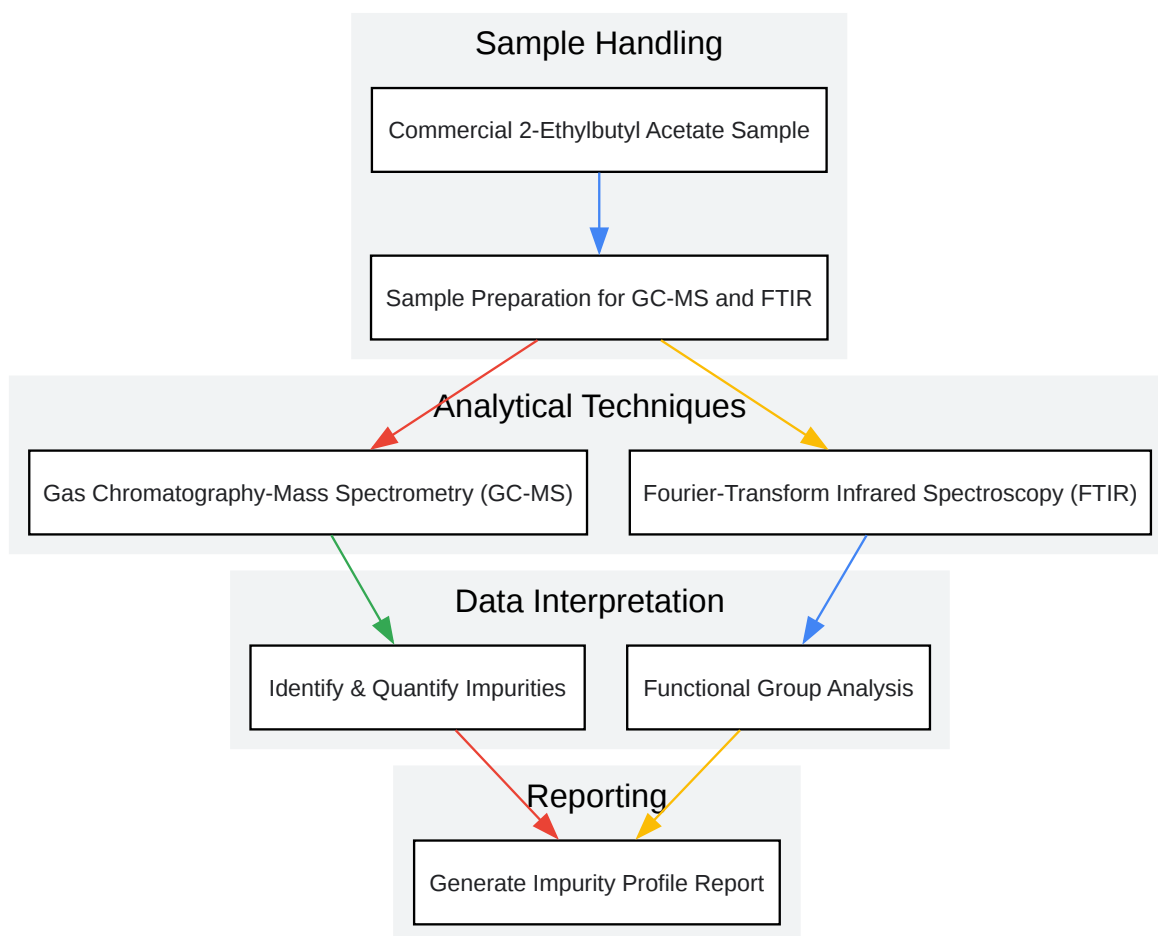 Sample Handling
Commercial 2-Ethylbutyl Acetate Sample
Sample Preparation for GC-MS and FTIR
Analytical Techniques
Gas Chromatography-Mass Spectrometry (GC-MS)
Fourier-Transform Infrared Spectroscopy (FTIR)
Data Interpretation
Identify & Quantify Impurities
Functional Group Analysis
Reporting
Generate Impurity Profile Report